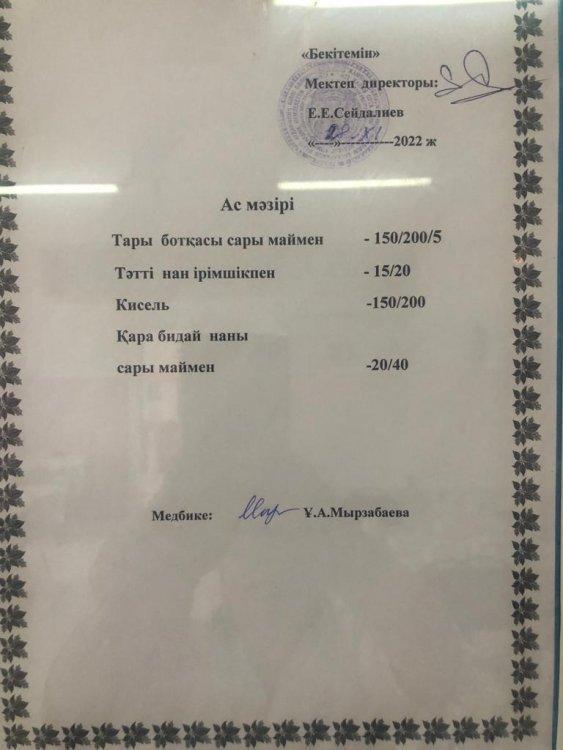 «Бекітемін»
Мектеп директоры:
Е.Е.Сейдалиев
«----»-----------2022 ж
Ас мәзірі
Тары ботқасы сары маймен - 150/200/5
Тәтті нан ірімшікпен - 15/20
Кисель -150/200
Қара бидай наны
сары маймен -20/40
Медбике: Ұ.А.Мырзабаева